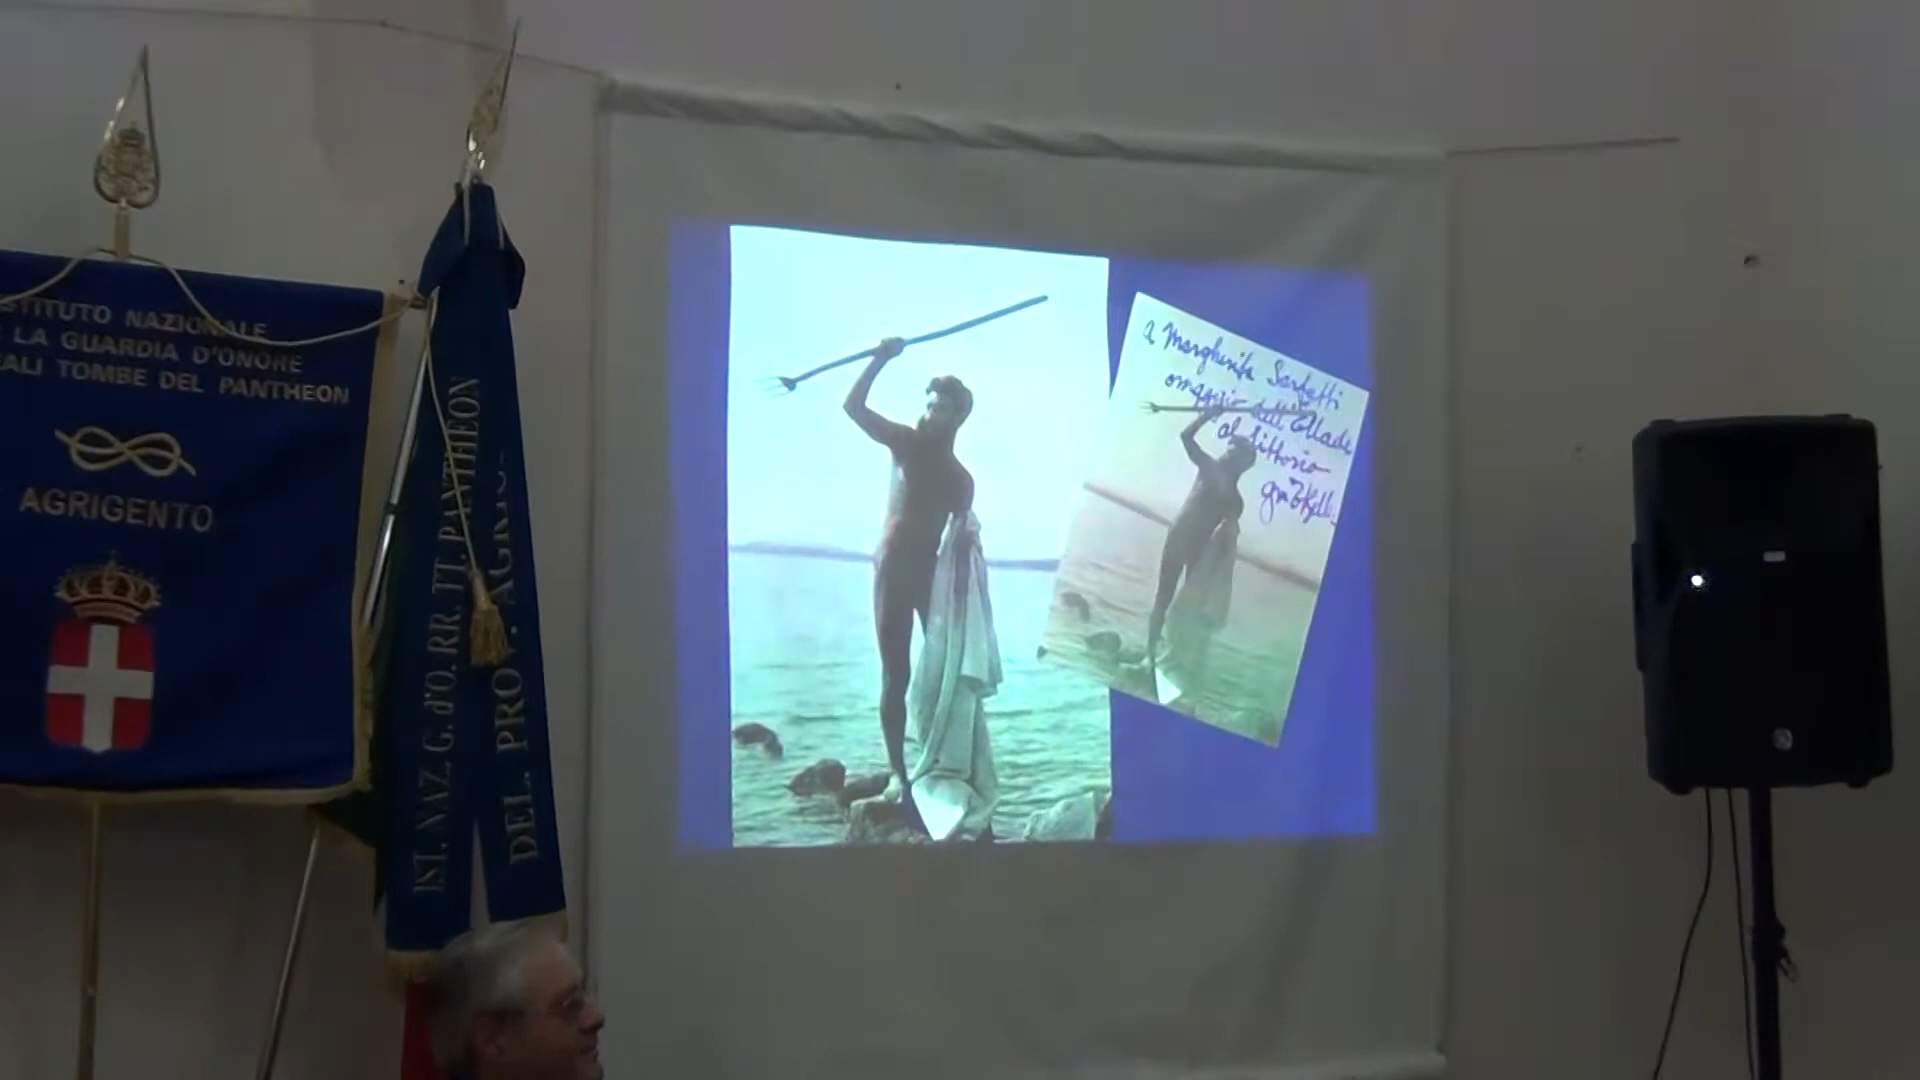 STITUTO NAZIONALE
LA GUARDIA D'ONORE
ALI TOMBE DEL PANTHEON
AGRIGENTO
IST. NAZ. G. d'O. RR. TT. PANTHEON
DEL. PROV. AGRIG
a Margherita Sarfatti
omaggio dell'Ellade
al Littorio